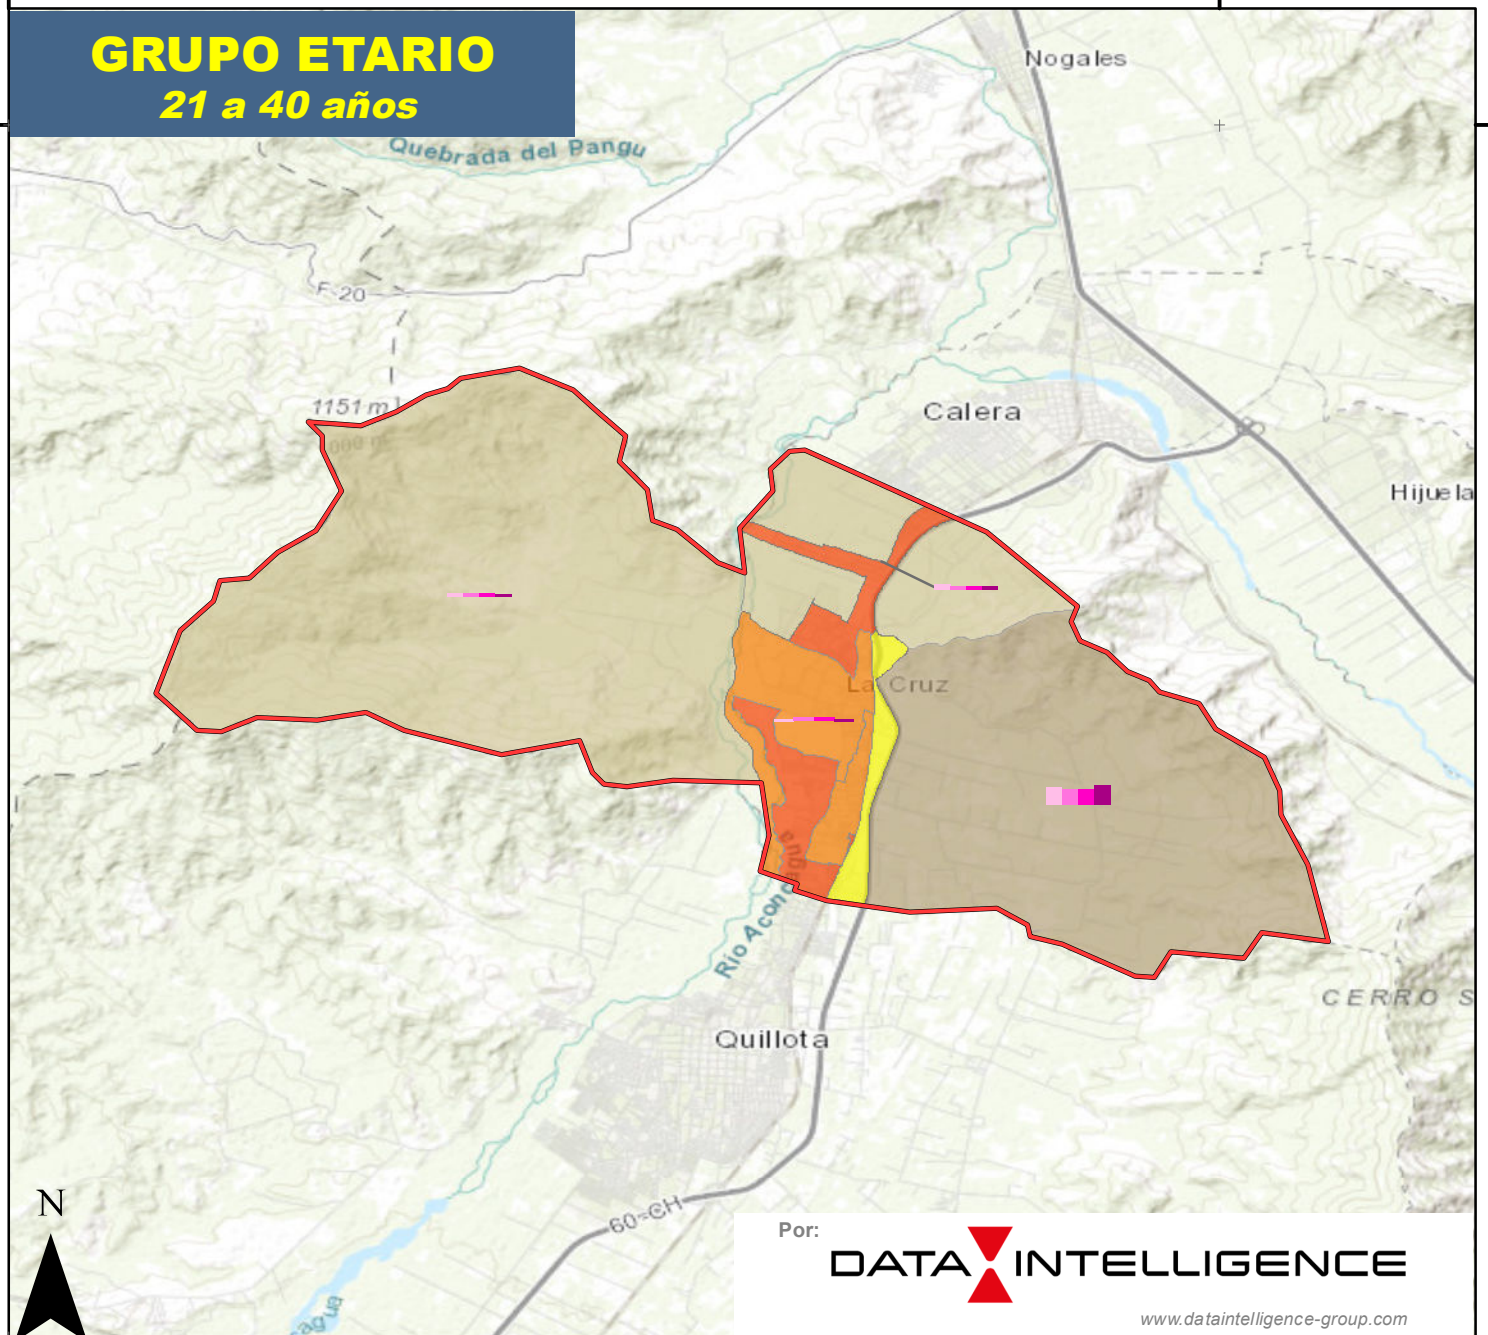 GRUPO ETARIO
21 a 40 años
Nogales
Quebrada del Pangu
F-20
1151 m
Calera
Hijuela
La Cruz
Río Aconcagua
CERRO S
Quillota
60-CH
N
Por:
DATA INTELLIGENCE
www.dataintelligence-group.com
agua